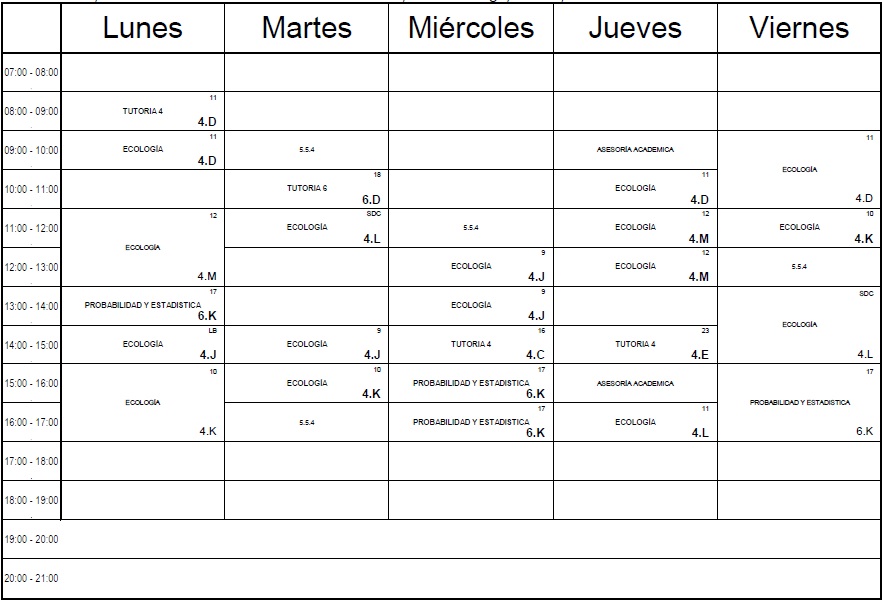 Lunes Martes Miércoles Jueves Viernes
07:00 - 08:00
08:00 - 09:00
11
TUTORIA 4
4.D
09:00 - 10:00
11
ECOLOGÍA
4.D
5.5.4
ASESORÍA ACADEMICA
11
ECOLOGÍA
4.D
10:00 - 11:00
18
TUTORIA 6
6.D
11
ECOLOGÍA
4.D
11:00 - 12:00
12
ECOLOGÍA
4.M
SDC
ECOLOGÍA
4.L
5.5.4
12
ECOLOGÍA
4.M
10
ECOLOGÍA
4.K
12:00 - 13:00
9
ECOLOGÍA
4.J
12
ECOLOGÍA
4.M
5.5.4
13:00 - 14:00
17
PROBABILIDAD Y ESTADISTICA
6.K
9
ECOLOGÍA
4.J
SDC
ECOLOGÍA
4.L
14:00 - 15:00
LB
ECOLOGÍA
4.J
9
ECOLOGÍA
4.J
16
TUTORIA 4
4.C
23
TUTORIA 4
4.E
15:00 - 16:00
10
ECOLOGÍA
4.K
10
ECOLOGÍA
4.K
17
PROBABILIDAD Y ESTADISTICA
6.K
ASESORÍA ACADEMICA
17
PROBABILIDAD Y ESTADISTICA
6.K
16:00 - 17:00
5.5.4
17
PROBABILIDAD Y ESTADISTICA
6.K
11
ECOLOGÍA
4.L
17:00 - 18:00
18:00 - 19:00
19:00 - 20:00
20:00 - 21:00